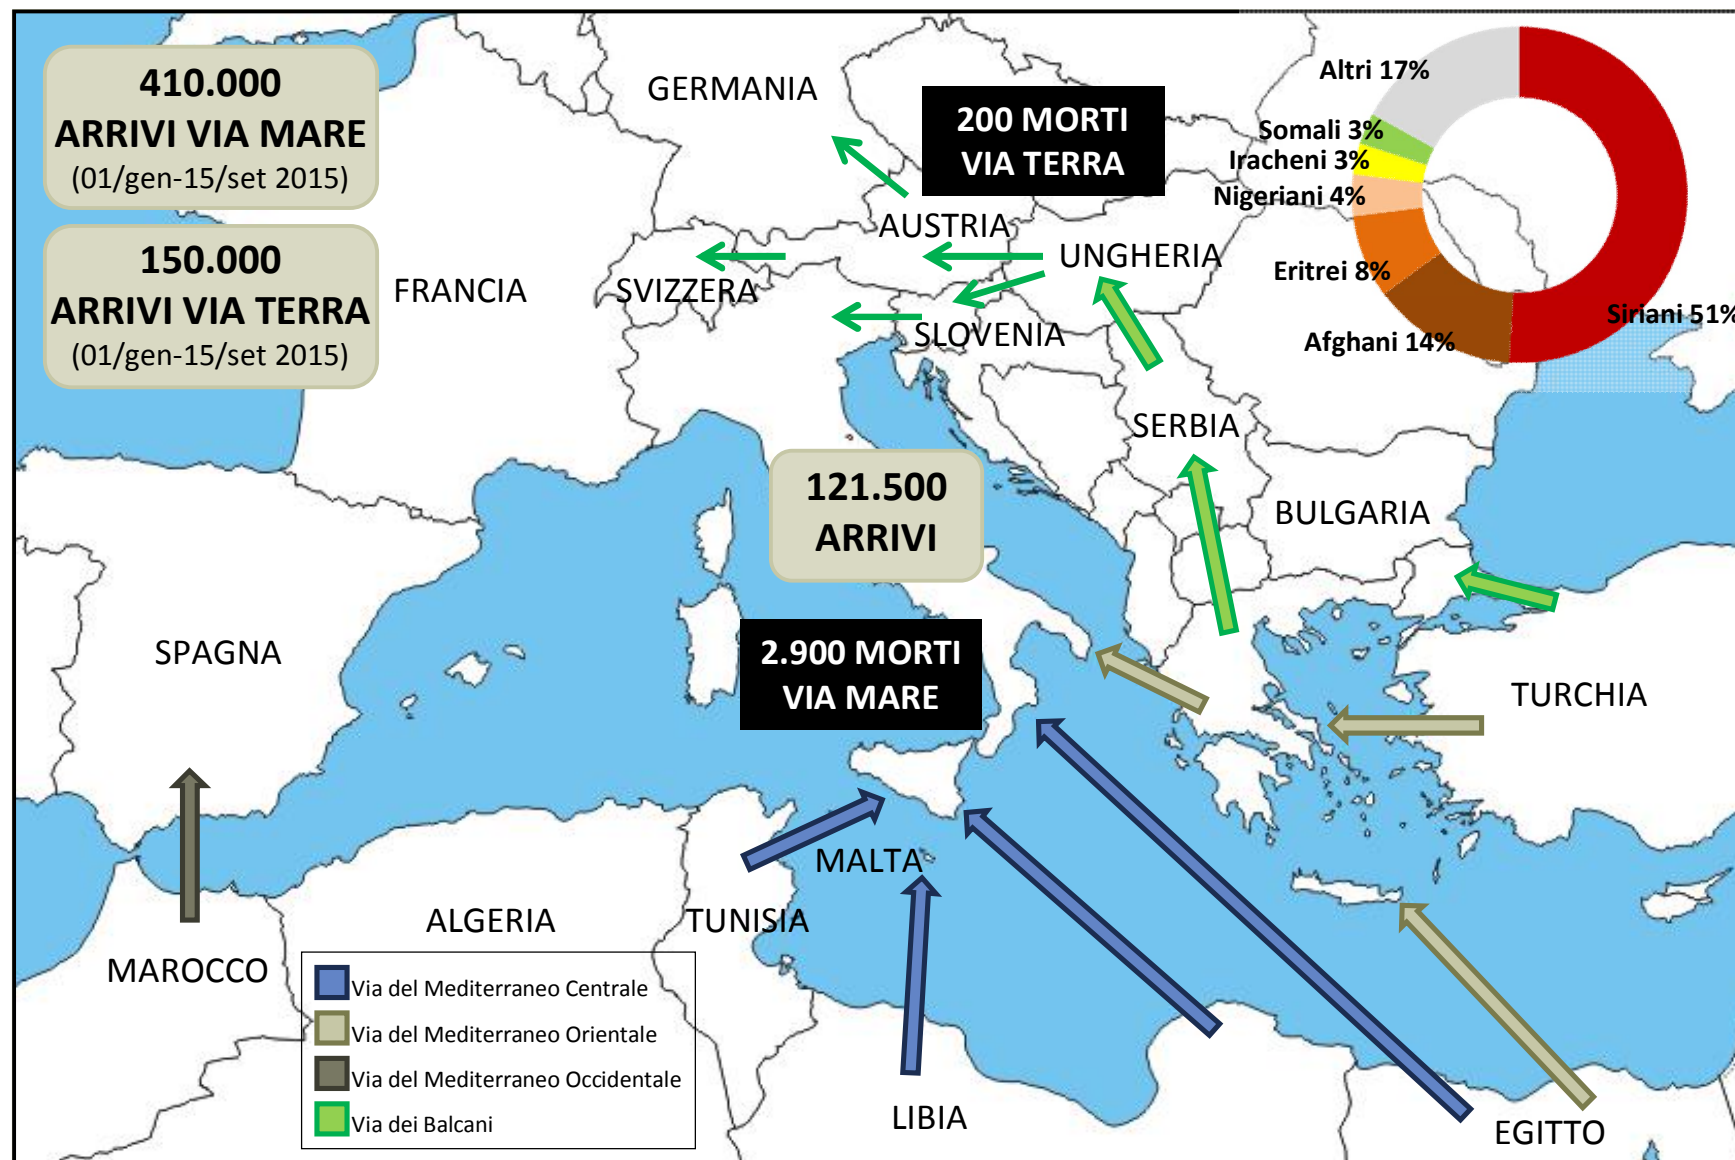 410.000
ARRIVI VIA MARE
(01/gen-15/set 2015)
150.000
ARRIVI VIA TERRA
(01/gen-15/set 2015)
GERMANIA
200 MORTI
VIA TERRA
Altri 17%
Somali 3%
Iracheni 3%
Nigeriani 4%
Eritrei 8%
Afghani 14%
Siriani 51%
AUSTRIA
UNGHERIA
FRANCIA
SVIZZERA
SLOVENIA
SERBIA
121.500
ARRIVI
BULGARIA
SPAGNA
2.900 MORTI
VIA MARE
TURCHIA
MALTA
ALGERIA
TUNISIA
MAROCCO
Via del Mediterraneo Centrale
Via del Mediterraneo Orientale
Via del Mediterraneo Occidentale
Via dei Balcani
LIBIA
EGITTO